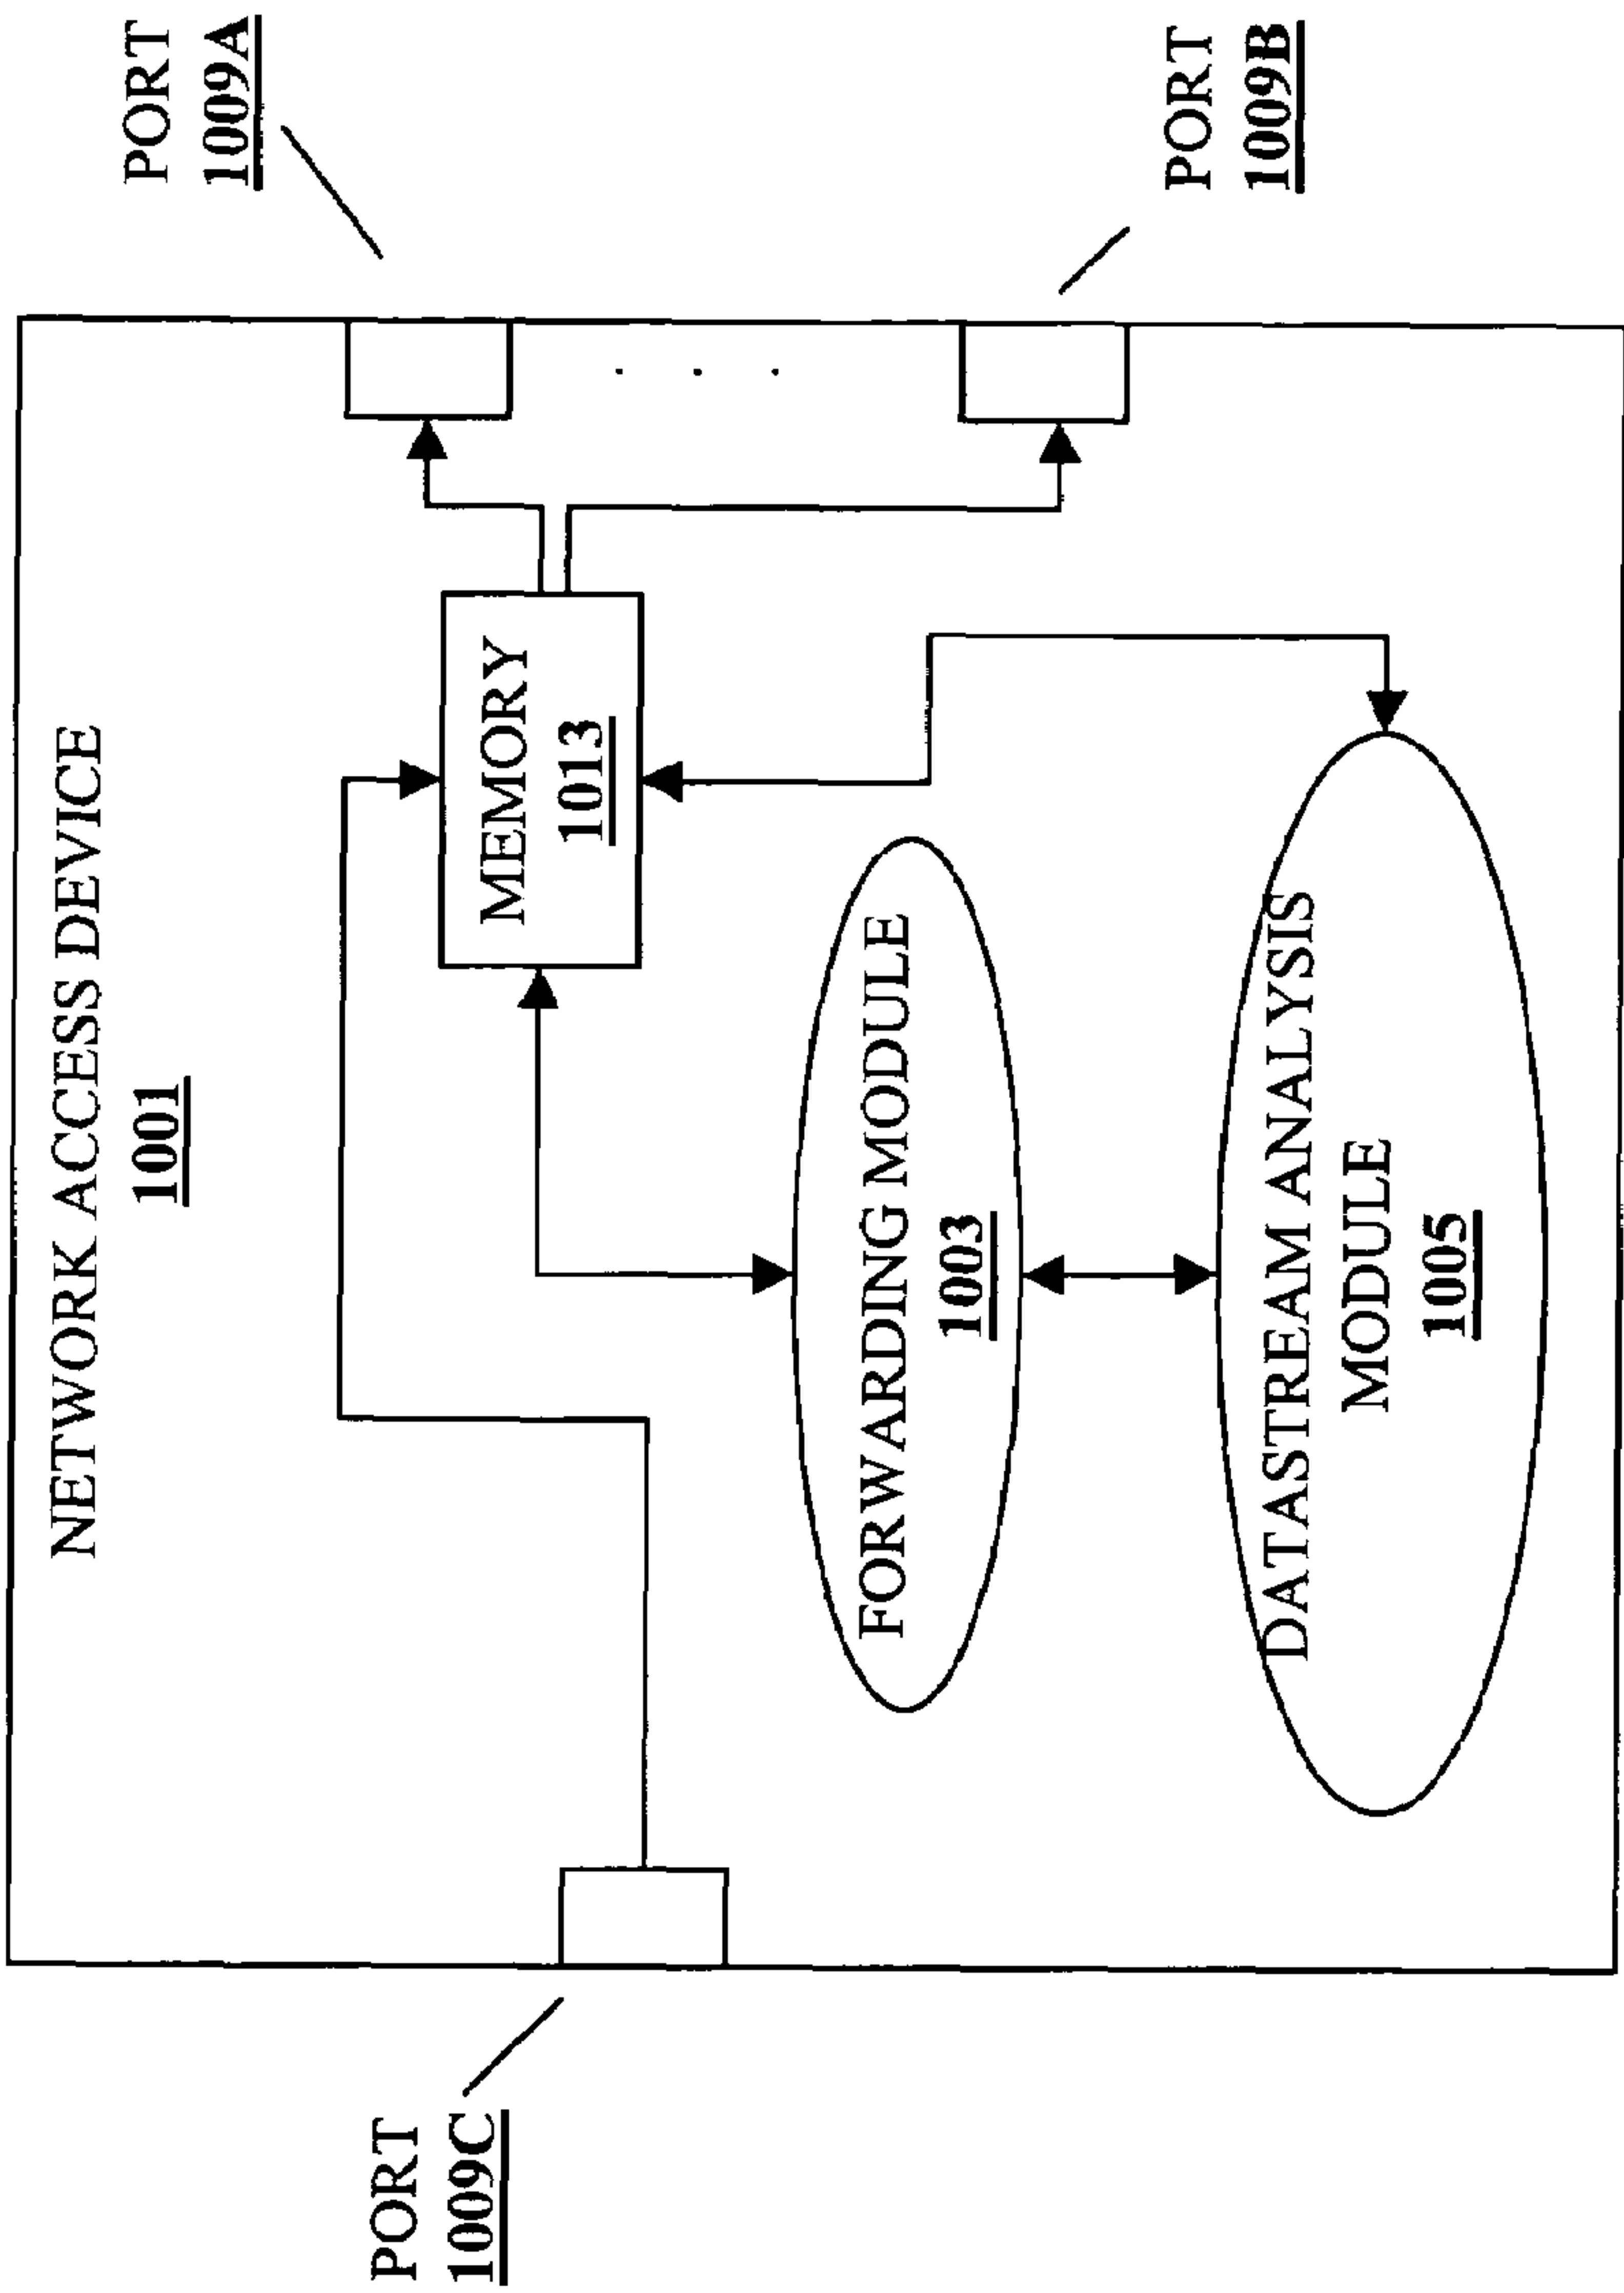 NETWORK ACCESS DEVICE
1001
PORT
1009A
PORT
1009B
PORT
1009C
MEMORY
1013
FORWARDING MODULE
1003
DATASTREAM ANALYSIS
MODULE
1005